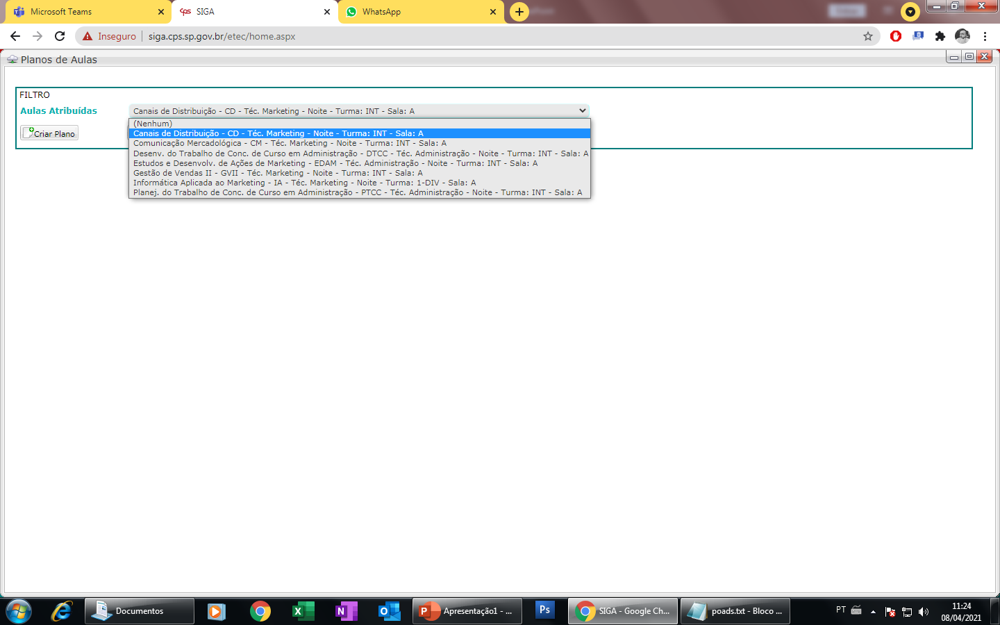 Microsoft Teams
cps SIGA
WhatsApp
Inseguro siga.cps.sp.gov.br/etec/home.aspx
Planos de Aulas
FILTRO
Aulas Atribuídas Canais de Distribuição - CD - Téc. Marketing - Noite - Turma: INT - Sala: A
(Nenhum)
Canais de Distribuição - CD - Téc. Marketing - Noite - Turma: INT - Sala: A
Criar Plano
Comunicação Mercadológica - CM - Téc. Marketing - Noite - Turma: INT - Sala: A
Desenv. do Trabalho de Conc. de Curso em Administração - DTCC - Téc. Administração - Noite - Turma: INT - Sala: A
Estudos e Desenvolv. de Ações de Marketing - EDAM - Téc. Administração - Noite - Turma: INT - Sala: A
Gestão de Vendas II - GVII - Téc. Marketing - Noite - Turma: INT - Sala: A
Informática Aplicada ao Marketing - IA - Téc. Marketing - Noite - Turma: 1-DIV - Sala: A
Planej. do Trabalho de Conc. de Curso em Administração - PTCC - Téc. Administração - Noite - Turma: INT - Sala: A
Documentos
Apresentação1 - ...
Ps
SIGA - Google Ch...
poads.txt - Bloco ...
PT
11:24
08/04/2021